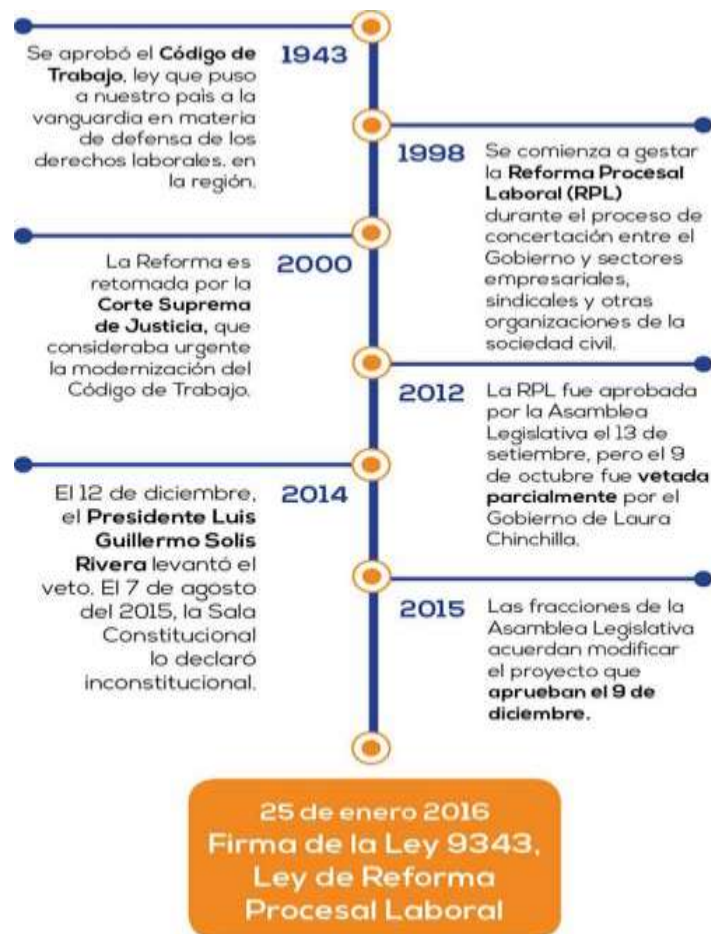 1943
Se aprobó el Código de
Trabajo, ley que puso
a nuestro país a la
vanguardia en materia
de defensa de los
derechos laborales, en
la región.
1998
Se comienza a gestar
la Reforma Procesal
Laboral (RPL)
durante el proceso de
concertación entre el
Gobierno y sectores
empresariales,
sindicales y otras
organizaciones de la
sociedad civil.
2000
La Reforma es
retomada por la
Corte Suprema
de Justicia, que
consideraba urgente
la modernización del
Código de Trabajo.
2012
La RPL fue aprobada
por la Asamblea
Legislativa el 13 de
setiembre, pero el 9
de octubre fue vetada
parcialmente por el
Gobierno de Laura
Chinchilla.
2014
El 12 de diciembre,
el Presidente Luis
Guillermo Solís
Rivera levantó el
veto. El 7 de agosto
del 2015, la Sala
Constitucional
lo declaró
inconstitucional.
2015
Las fracciones de la
Asamblea Legislativa
acuerdan modificar
el proyecto que
aprueban el 9 de
diciembre.
25 de enero 2016
Firma de la Ley 9343,
Ley de Reforma
Procesal Laboral